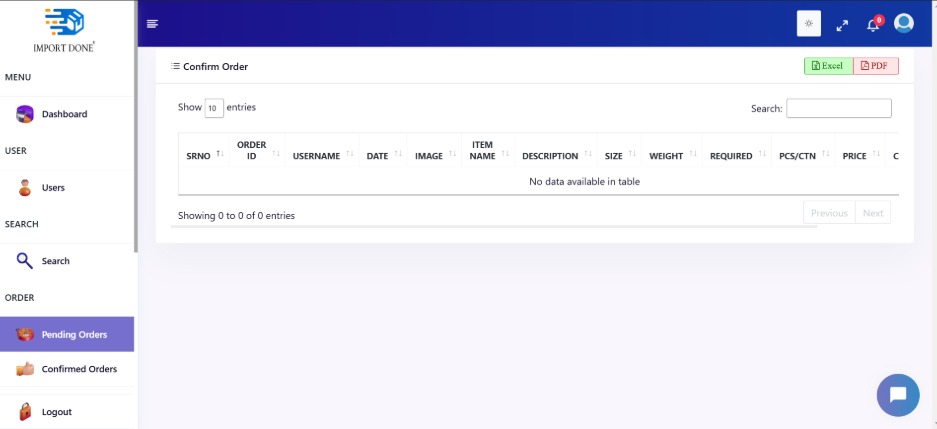 IMPORT DONE
MENU
Dashboard
USER
Users
SEARCH
Search
ORDER
Pending Orders
Confirmed Orders
Logout
0
Confirm Order
Excel PDF
Show 10 entries
Search:
SRNO ORDER ID USERNAME DATE IMAGE ITEM NAME DESCRIPTION SIZE WEIGHT REQUIRED PCS/CTN PRICE C
No data available in table
Showing 0 to 0 of 0 entries
Previous Next